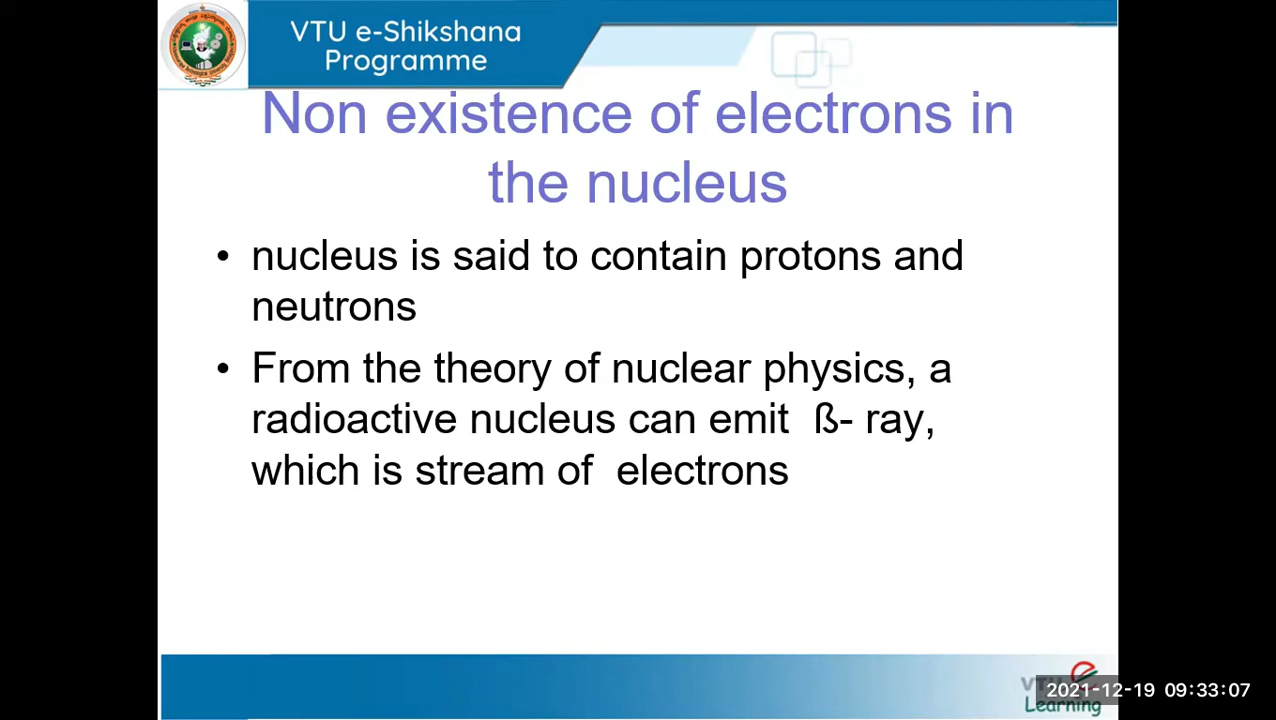 VTU e-Shikshana
Programme
Non existence of electrons in
the nucleus
• nucleus is said to contain protons and
neutrons
• From the theory of nuclear physics, a
radioactive nucleus can emit ß- ray,
which is stream of electrons
VTU e
Learning
2021-12-19 09:33:07